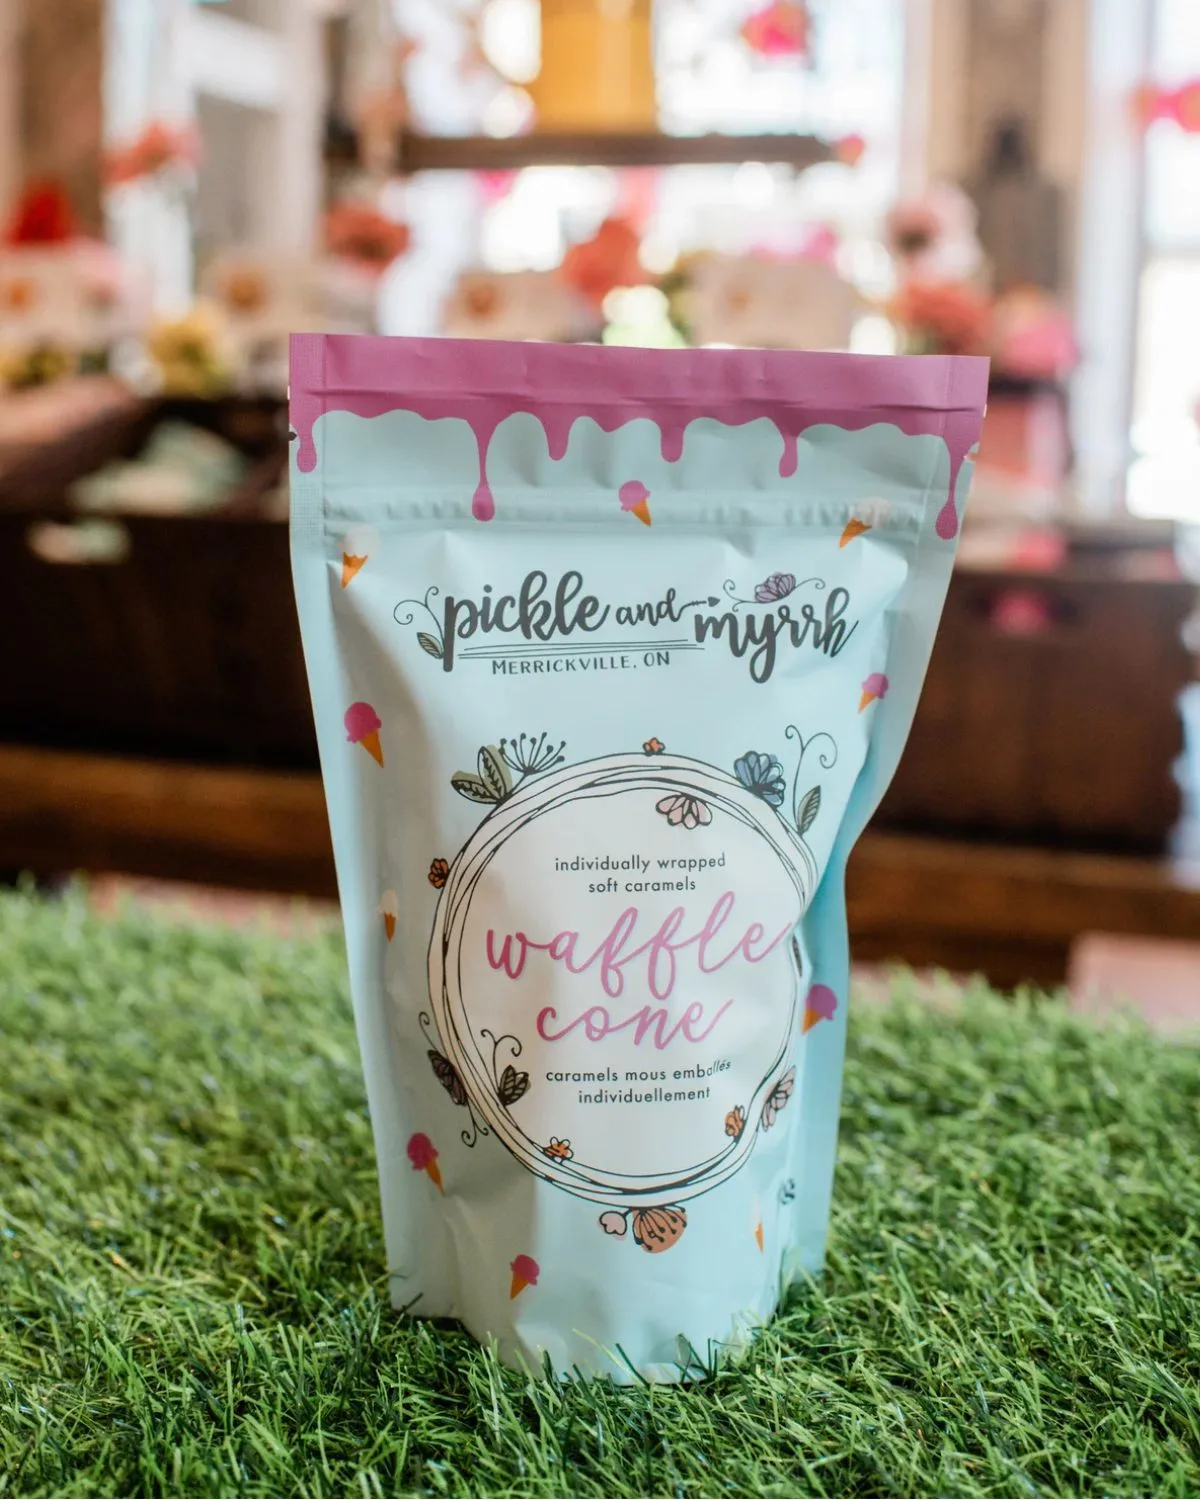 pickle and myrrh
MERRICKVILLE, ON
individually wrapped
soft caramels
waffle
cone
caramels mous emballés
individuellement